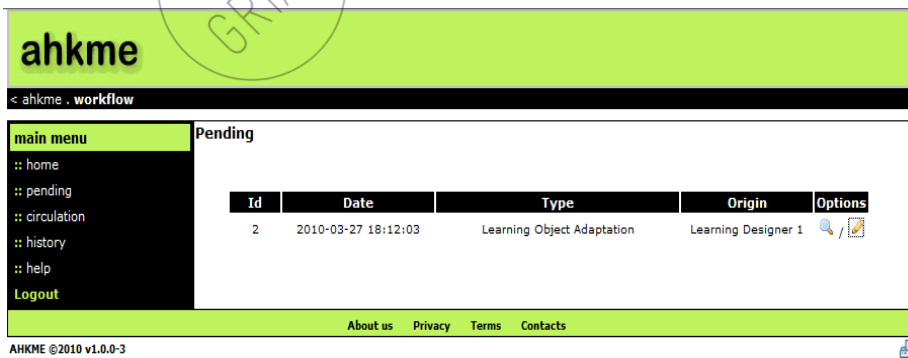 GRI
ahkme
< ahkme . workflow
main menu
:: home
:: pending
:: circulation
:: history
:: help
Logout
Pending
Id Date Type Origin Options
2 2010-03-27 18:12:03 Learning Object Adaptation Learning Designer 1 /
About us Privacy Terms Contacts
AHKME ©2010 v1.0.0-3